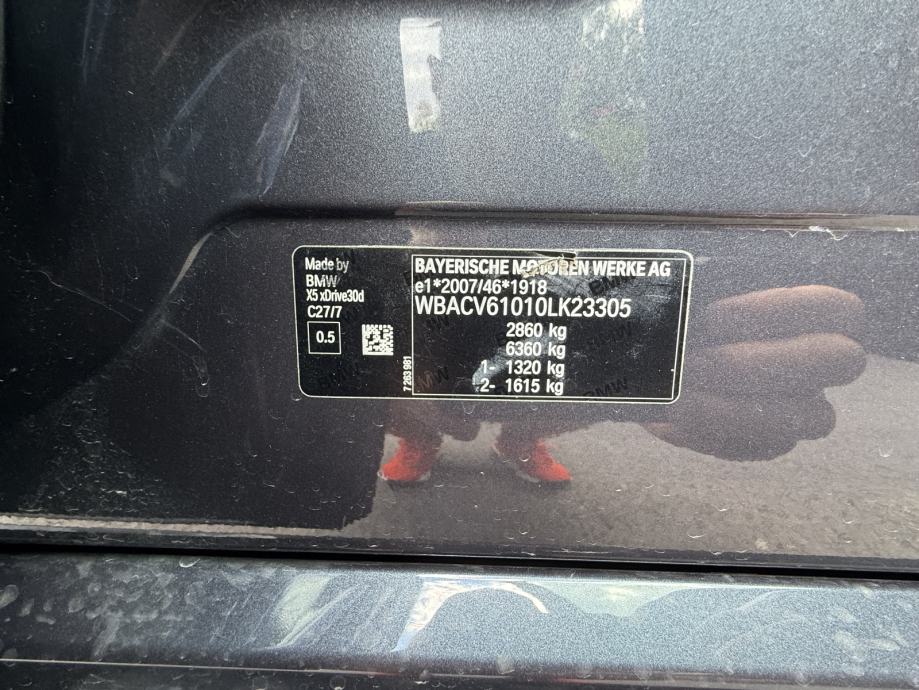 Made by
BMW
X5 xDrive30d
C27/7
0.5
7 283 981
BAYERISCHE MOTOREN WERKE AG
e1*2007/46*1918
WBACV61010LK23305
2860 kg
6360 kg
1- 1320 kg
2- 1615 kg